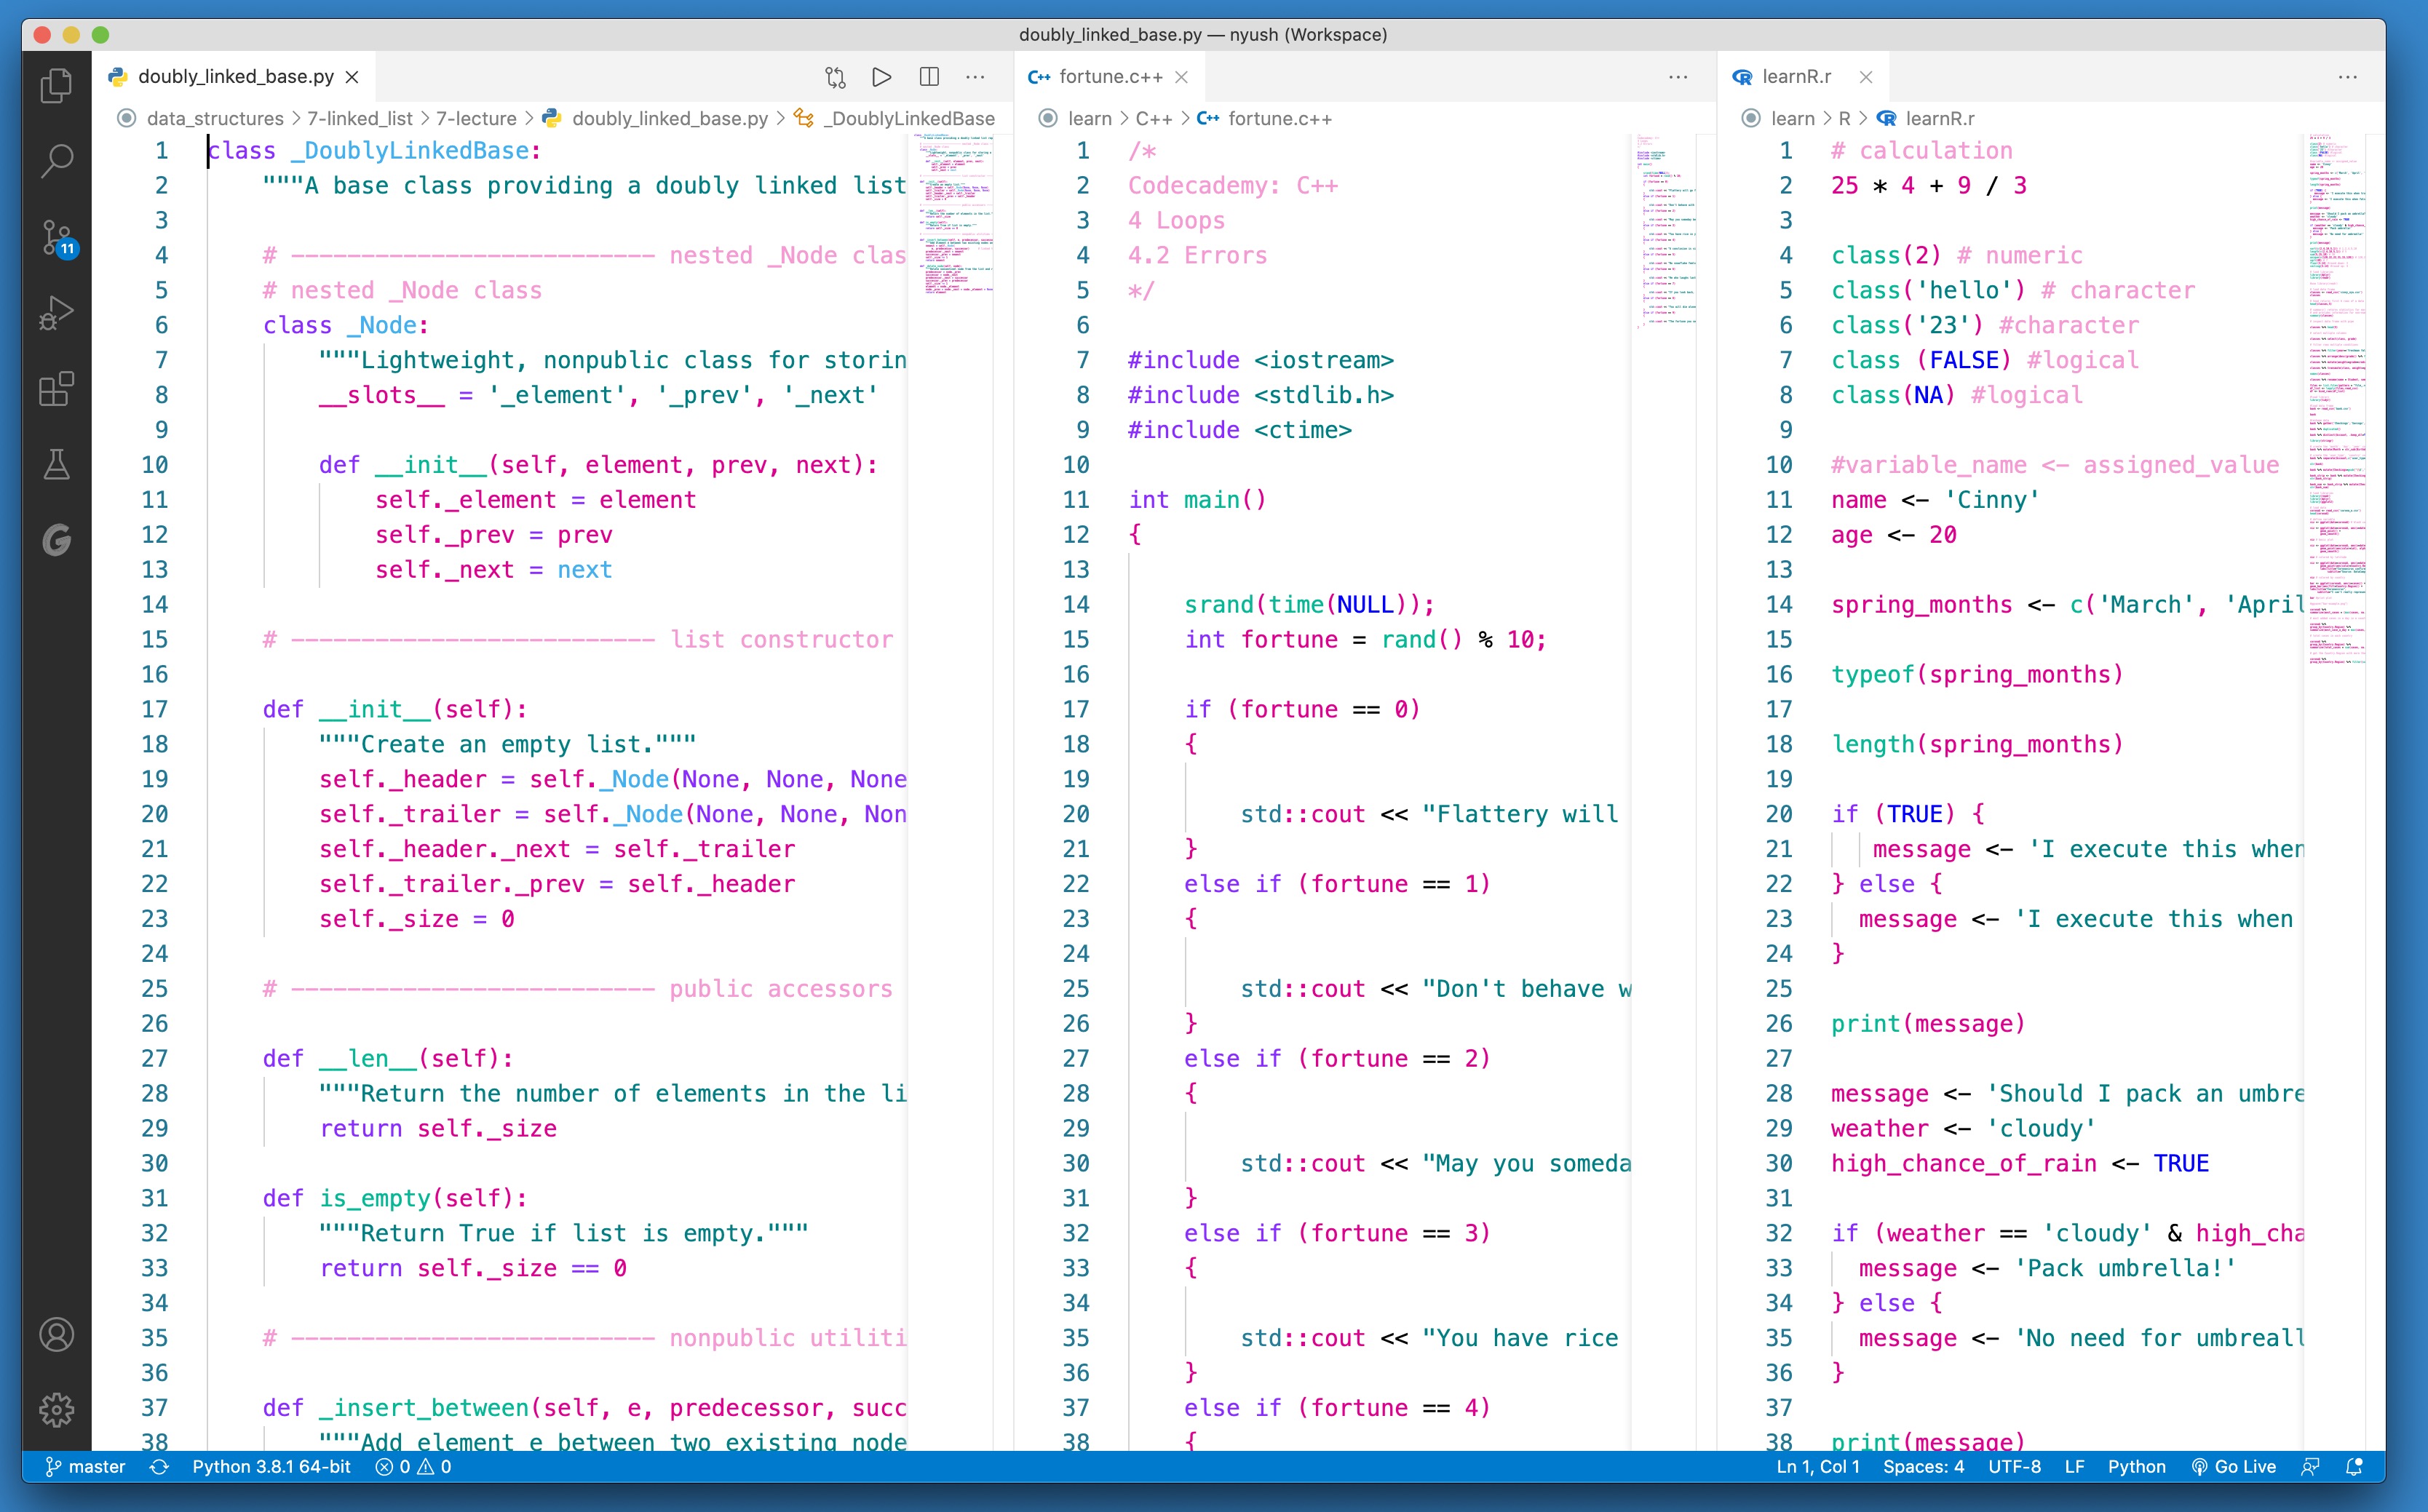 doubly_linked_base.py — nyush (Workspace)
doubly_linked_base.py
data_structures > 7-linked_list > 7-lecture > doubly_linked_base.py > _DoublyLinkedBase
1 class _DoublyLinkedBase:
2 """A base class providing a doubly linked list
3
4 # -------------------------- nested _Node clas
5 # nested _Node class
6 class _Node:
7 """Lightweight, nonpublic class for storin
8 __slots__ = '_element', '_prev', '_next'
9
10 def __init__(self, element, prev, next):
11 self._element = element
12 self._prev = prev
13 self._next = next
14
15 # -------------------------- list constructor
16
17 def __init__(self):
18 """Create an empty list."""
19 self._header = self._Node(None, None, None
20 self._trailer = self._Node(None, None, Non
21 self._header._next = self._trailer
22 self._trailer._prev = self._header
23 self._size = 0
24
25 # -------------------------- public accessors
26
27 def __len__(self):
28 """Return the number of elements in the li
29 return self._size
30
31 def is_empty(self):
32 """Return True if list is empty."""
33 return self._size == 0
34
35 # -------------------------- nonpublic utiliti
36
37 def _insert_between(self, e, predecessor, succ
38 """Add element e between two existing node
C++ fortune.c++
learn > C++ > C++ fortune.c++
1 /*
2 Codecademy: C++
3 4 Loops
4 4.2 Errors
5 */
6
7 #include <iostream>
8 #include <stdlib.h>
9 #include <ctime>
10
11 int main()
12 {
13
14 srand(time(NULL));
15 int fortune = rand() % 10;
16
17 if (fortune == 0)
18 {
19
20 std::cout << "Flattery will
21 }
22 else if (fortune == 1)
23 {
24
25 std::cout << "Don't behave w
26 }
27 else if (fortune == 2)
28 {
29
30 std::cout << "May you someda
31 }
32 else if (fortune == 3)
33 {
34
35 std::cout << "You have rice
36 }
37 else if (fortune == 4)
38 {
R learnR.r
learn > R > R learnR.r
1 # calculation
2 25 * 4 + 9 / 3
3
4 class(2) # numeric
5 class('hello') # character
6 class('23') #character
7 class (FALSE) #logical
8 class(NA) #logical
9
10 #variable_name <- assigned_value
11 name <- 'Cinny'
12 age <- 20
13
14 spring_months <- c('March', 'April
15
16 typeof(spring_months)
17
18 length(spring_months)
19
20 if (TRUE) {
21 message <- 'I execute this when
22 } else {
23 message <- 'I execute this when
24 }
25
26 print(message)
27
28 message <- 'Should I pack an umbre
29 weather <- 'cloudy'
30 high_chance_of_rain <- TRUE
31
32 if (weather == 'cloudy' & high_cha
33 message <- 'Pack umbrella!'
34 } else {
35 message <- 'No need for umbreall
36 }
37
38 print(message)
11
master Python 3.8.1 64-bit 0 0 Ln 1, Col 1 Spaces: 4 UTF-8 LF Python Go Live